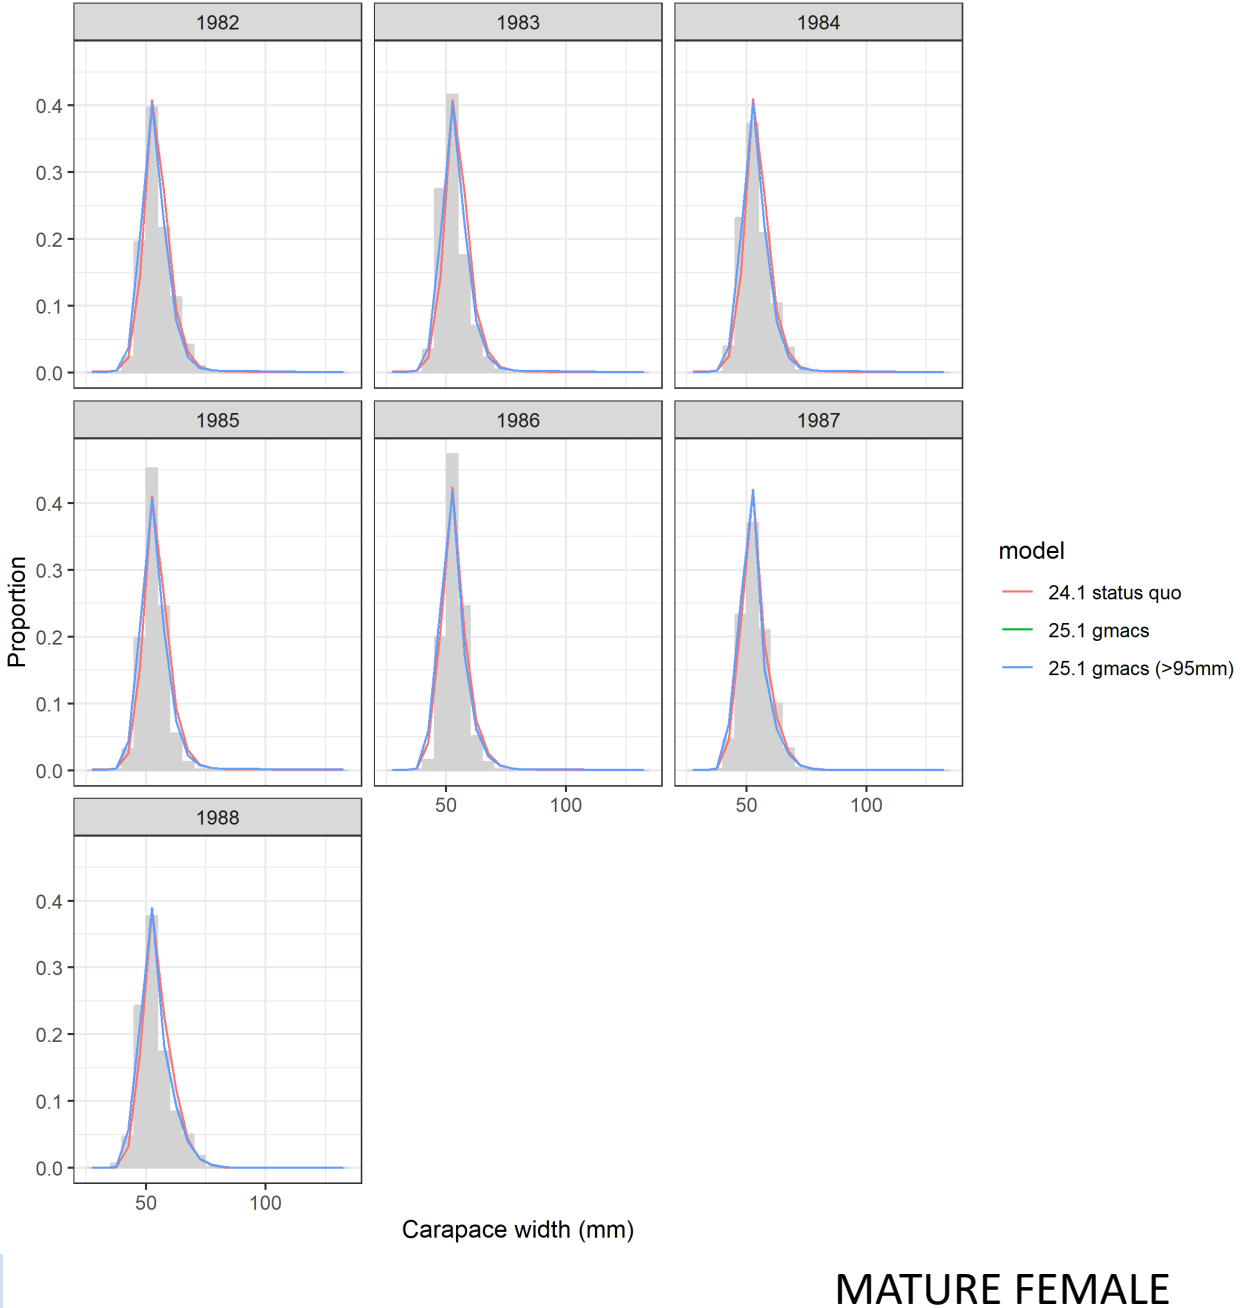 1982 1983 1984
0.4
0.3
0.2
0.1
0.0
1985 1986 1987
0.4
0.3
0.2
0.1
0.0
50 100 50 100
1988
0.4
0.3
0.2
0.1
0.0
50 100
Proportion
Carapace width (mm)
model
24.1 status quo
25.1 gmacs
25.1 gmacs (>95mm)
MATURE FEMALE